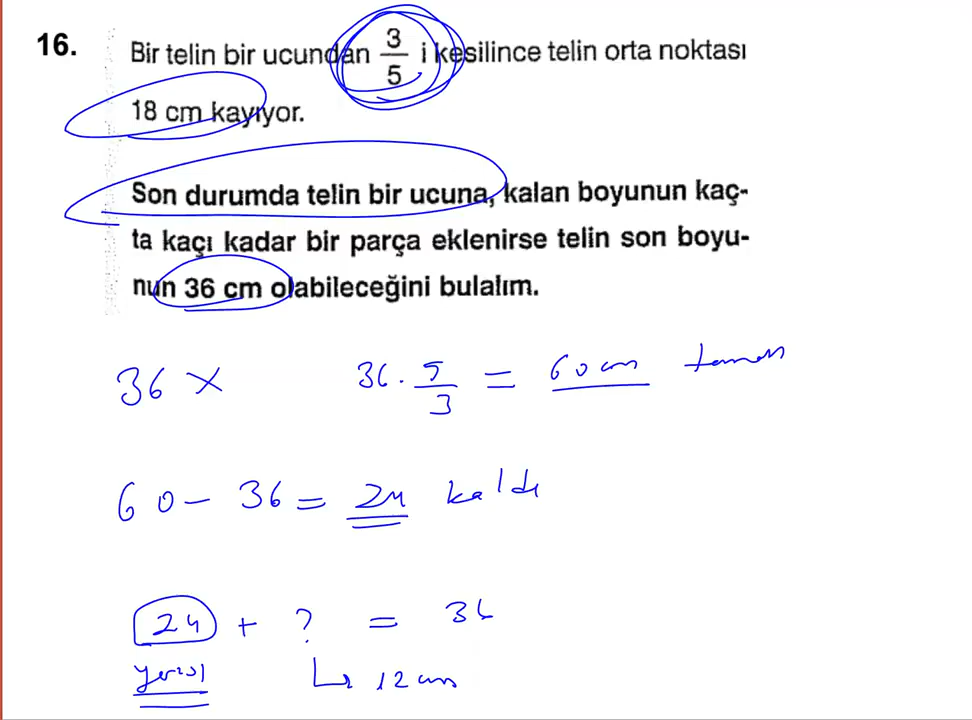 16. Bir telin bir ucundan 3/5 i kesilince telin orta noktası
18 cm kayıyor.
Son durumda telin bir ucuna, kalan boyunun kaç-
ta kaçı kadar bir parça eklenirse telin son boyu-
nun 36 cm olabileceğini bulalım.
36 X 36 . 5/3 = 60 cm tamam
60 - 36 = 24 kaldı
24 + ? = 36
yarısı ↳ 12 cm